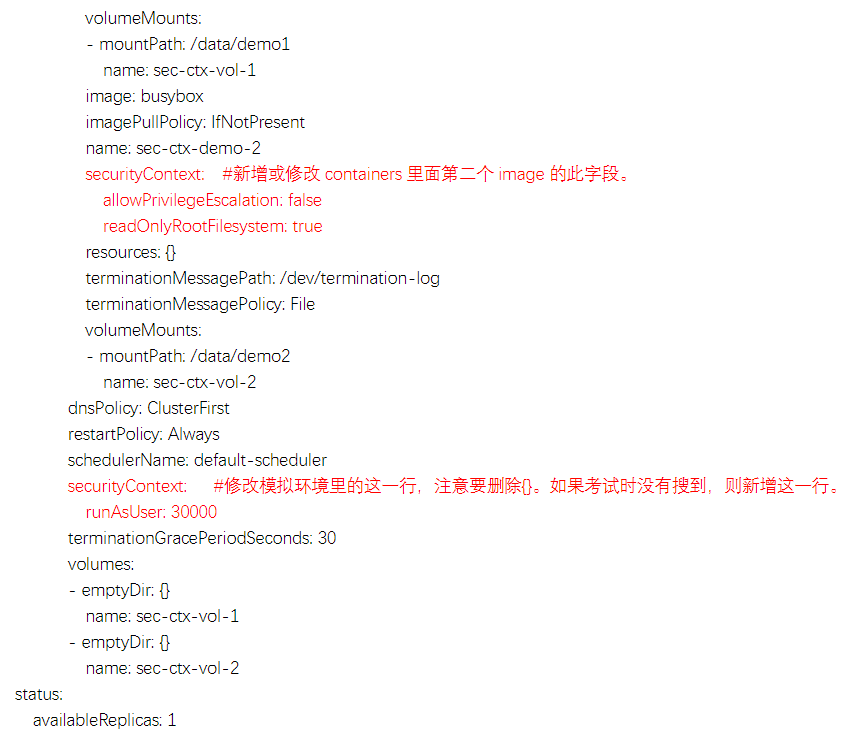 volumeMounts:
- mountPath: /data/demo1
name: sec-ctx-vol-1
image: busybox
imagePullPolicy: IfNotPresent
name: sec-ctx-demo-2
securityContext: #新增或修改 containers 里面第二个 image 的此字段。
allowPrivilegeEscalation: false
readOnlyRootFilesystem: true
resources: {}
terminationMessagePath: /dev/termination-log
terminationMessagePolicy: File
volumeMounts:
- mountPath: /data/demo2
name: sec-ctx-vol-2
dnsPolicy: ClusterFirst
restartPolicy: Always
schedulerName: default-scheduler
securityContext: #修改模拟环境里的这一行，注意要删除{}。如果考试时没有搜到，则新增这一行。
runAsUser: 30000
terminationGracePeriodSeconds: 30
volumes:
- emptyDir: {}
name: sec-ctx-vol-1
- emptyDir: {}
name: sec-ctx-vol-2
status:
availableReplicas: 1